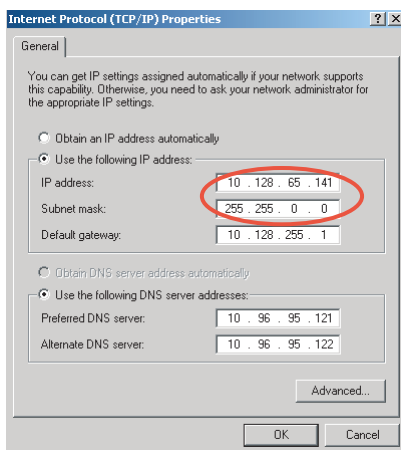 Internet Protocol (TCP/IP) Properties ? X
General
You can get IP settings assigned automatically if your network supports
this capability. Otherwise, you need to ask your network administrator for
the appropriate IP settings.
Obtain an IP address automatically
Use the following IP address:
IP address: 10 . 128 . 65 . 141
Subnet mask: 255 . 255 . 0 . 0
Default gateway: 10 . 128 . 255 . 1
Obtain DNS server address automatically
Use the following DNS server addresses:
Preferred DNS server: 10 . 96 . 95 . 121
Alternate DNS server: 10 . 96 . 95 . 122
Advanced...
OK Cancel